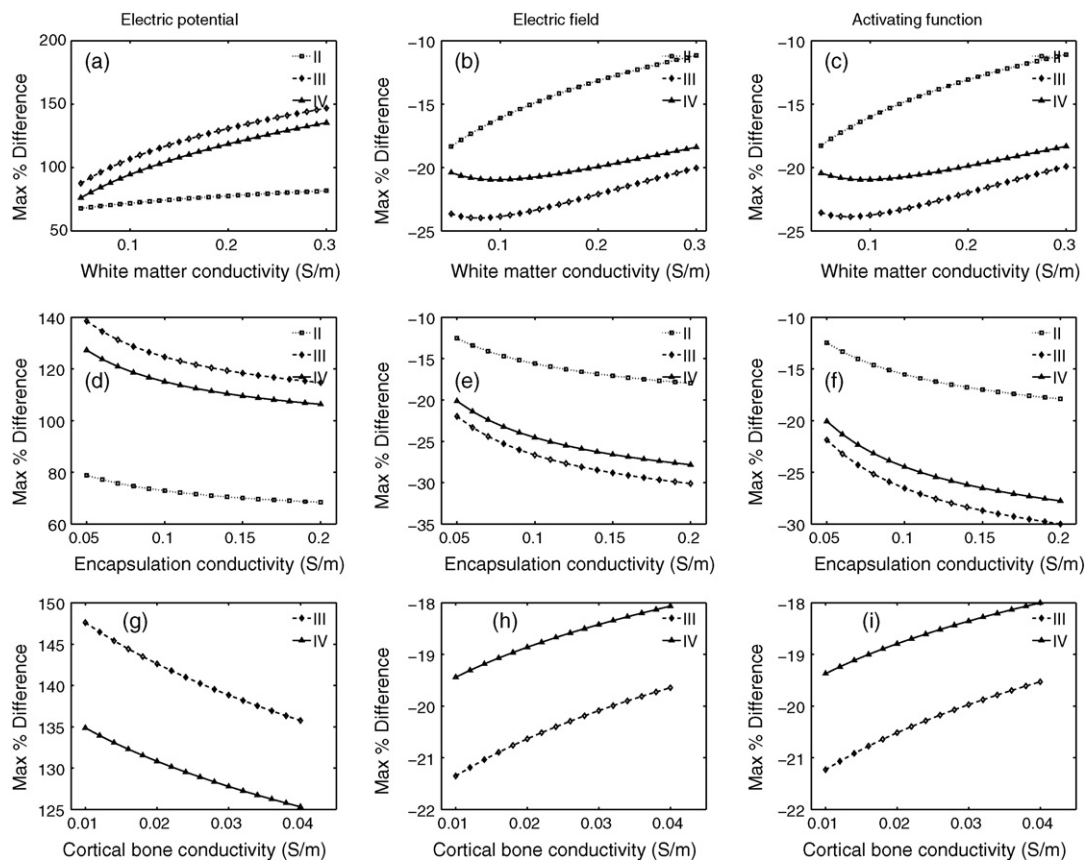 Electric potential
Electric field
Activating function
200
150
100
50
Max % Difference
(a)
II
III
IV
0.1
0.2
0.3
White matter conductivity (S/m)
−10
−15
−20
−25
Max % Difference
(b)
II
III
IV
0.1
0.2
0.3
White matter conductivity (S/m)
−10
−15
−20
−25
Max % Difference
(c)
II
III
IV
0.1
0.2
0.3
White matter conductivity (S/m)
140
120
100
80
60
Max % Difference
(d)
II
III
IV
0.05
0.1
0.15
0.2
Encapsulation conductivity (S/m)
−10
−15
−20
−25
−30
−35
Max % Difference
(e)
II
III
IV
0.05
0.1
0.15
0.2
Encapsulation conductivity (S/m)
−10
−15
−20
−25
−30
Max % Difference
(f)
II
III
IV
0.05
0.1
0.15
0.2
Encapsulation conductivity (S/m)
150
145
140
135
130
125
Max % Difference
(g)
III
IV
0.01
0.02
0.03
0.04
Cortical bone conductivity (S/m)
−18
−19
−20
−21
−22
Max % Difference
(h)
III
IV
0.01
0.02
0.03
0.04
Cortical bone conductivity (S/m)
−18
−19
−20
−21
−22
Max % Difference
(i)
III
IV
0.01
0.02
0.03
0.04
Cortical bone conductivity (S/m)